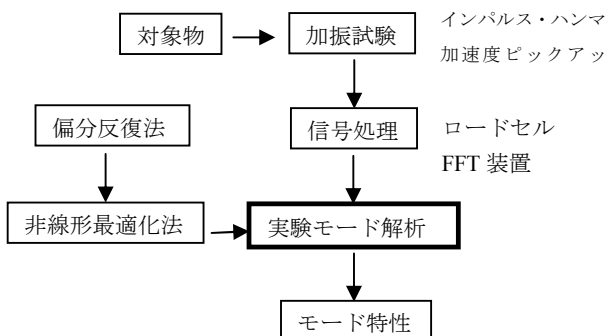 対象物
加振試験
インパルス・ハンマ
加速度ピックアッ
偏分反復法
信号処理
ロードセル
FFT 装置
非線形最適化法
実験モード解析
モード特性